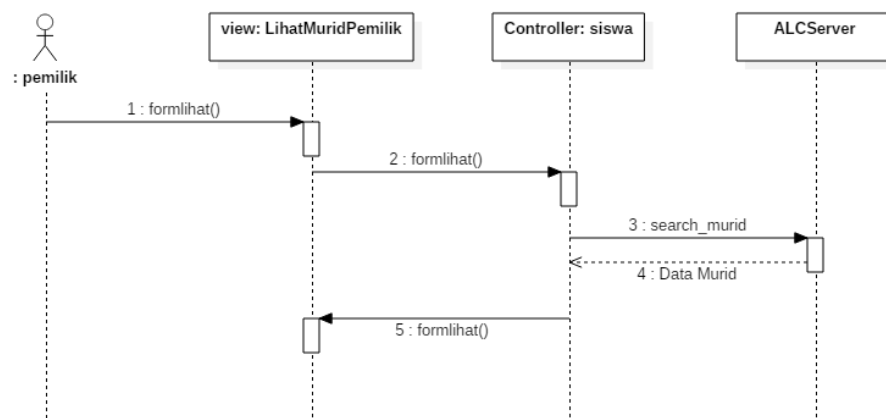 view: LihatMuridPemilik
Controller: siswa
ALCServer
: pemilik
1 : formlihat()
2 : formlihat()
3 : search_murid
4 : Data Murid
5 : formlihat()